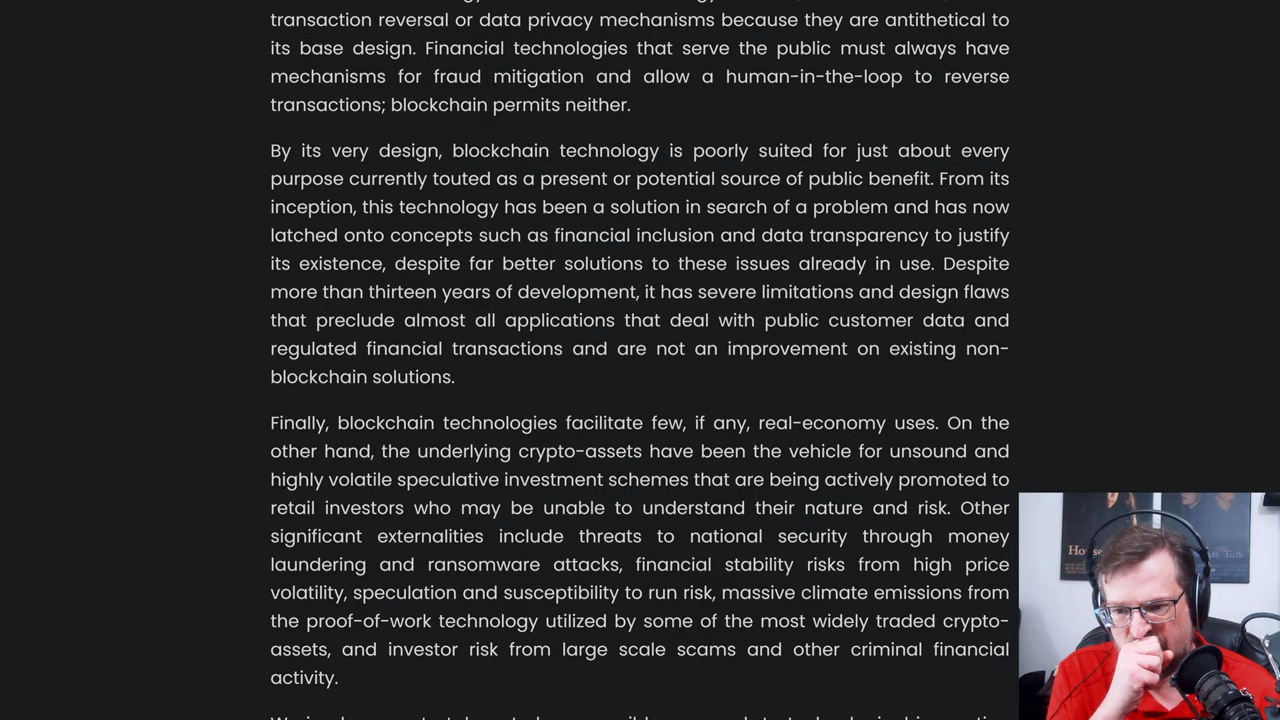 transaction reversal or data privacy mechanisms because they are antithetical to
its base design. Financial technologies that serve the public must always have
mechanisms for fraud mitigation and allow a human-in-the-loop to reverse
transactions; blockchain permits neither.
By its very design, blockchain technology is poorly suited for just about every
purpose currently touted as a present or potential source of public benefit. From its
inception, this technology has been a solution in search of a problem and has now
latched onto concepts such as financial inclusion and data transparency to justify
its existence, despite far better solutions to these issues already in use. Despite
more than thirteen years of development, it has severe limitations and design flaws
that preclude almost all applications that deal with public customer data and
regulated financial transactions and are not an improvement on existing non-
blockchain solutions.
Finally, blockchain technologies facilitate few, if any, real-economy uses. On the
other hand, the underlying crypto-assets have been the vehicle for unsound and
highly volatile speculative investment schemes that are being actively promoted to
retail investors who may be unable to understand their nature and risk. Other
significant externalities include threats to national security through money
laundering and ransomware attacks, financial stability risks from high price
volatility, speculation and susceptibility to run risk, massive climate emissions from
the proof-of-work technology utilized by some of the most widely traded crypto-
assets, and investor risk from large scale scams and other criminal financial
activity.